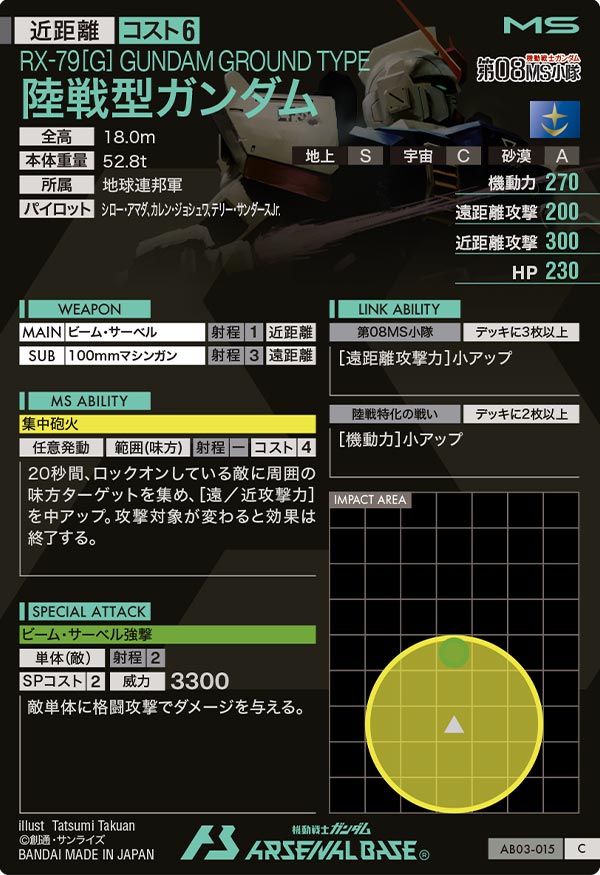 近距離 コスト6 MS
RX-79[G] GUNDAM GROUND TYPE
陸戦型ガンダム
機動戦士ガンダム
第08MS小隊
全高 18.0m
本体重量 52.8t
所属 地球連邦軍
パイロット シロー・アマダ、カレン・ジョシュワ、テリー・サンダースJr.
地上 S 宇宙 C 砂漠 A
機動力 270
遠距離攻撃 200
近距離攻撃 300
HP 230
WEAPON
MAIN ビーム・サーベル 射程 1 近距離
SUB 100mmマシンガン 射程 3 遠距離
MS ABILITY
集中砲火
任意発動 範囲(味方) 射程 ― コスト 4
20秒間、ロックオンしている敵に周囲の
味方ターゲットを集め、[遠／近攻撃力]
を中アップ。攻撃対象が変わると効果は
終了する。
SPECIAL ATTACK
ビーム・サーベル強撃
単体(敵) 射程 2
SPコスト 2 威力 3300
敵単体に格闘攻撃でダメージを与える。
LINK ABILITY
第08MS小隊 デッキに3枚以上
[遠距離攻撃力]小アップ
陸戦特化の戦い デッキに2枚以上
[機動力]小アップ
IMPACT AREA
illust Tatsumi Takuan
©創通・サンライズ
BANDAI MADE IN JAPAN
機動戦士ガンダム
ARSENAL BASE®
AB03-015 C